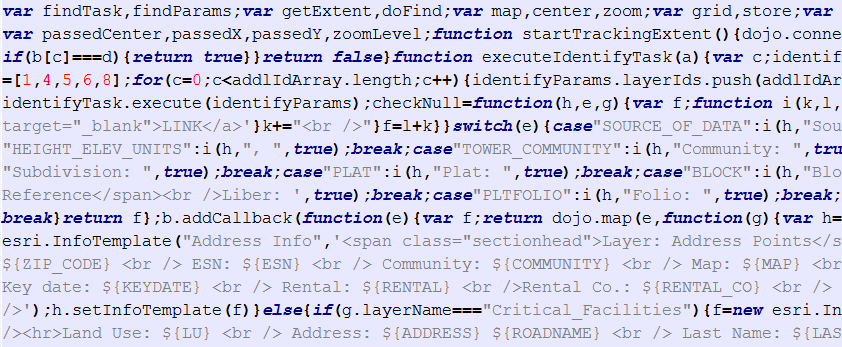 var findTask,findParams;var getExtent,doFind;var map,center,zoom;var grid,store;var
var passedCenter,passedX,passedY,zoomLevel;function startTrackingExtent(){dojo.conne
if(b[c]===d){return true}}return false}function executeIdentifyTask(a){var c;identif
=[1,4,5,6,8];for(c=0;c<addlIdArray.length;c++){identifyParams.layerIds.push(addlIdAr
identifyTask.execute(identifyParams);checkNull=function(h,e,g){var f;function i(k,l,
target="_blank">LINK</a>'}k+="<br />"}f=l+k}}switch(e){case"SOURCE_OF_DATA":i(h,"Sou
"HEIGHT_ELEV_UNITS":i(h,", ",true);break;case"TOWER_COMMUNITY":i(h,"Community: ",tru
"Subdivision: ",true);break;case"PLAT":i(h,"Plat: ",true);break;case"BLOCK":i(h,"Blo
Reference</span><br />Liber: ',true);break;case"PLTFOLIO":i(h,"Folio: ",true);break;
break}return f};b.addCallback(function(e){var f;return dojo.map(e,function(g){var h=
esri.InfoTemplate("Address Info",'<span class="sectionhead">Layer: Address Points</s
${ZIP_CODE} <br /> ESN: ${ESN} <br /> Community: ${COMMUNITY} <br /> Map: ${MAP} <br
Key date: ${KEYDATE} <br /> Rental: ${RENTAL} <br />Rental Co.: ${RENTAL_CO} <br />
/>');h.setInfoTemplate(f)}else{if(g.layerName==="Critical_Facilities"){f=new esri.In
/><hr>Land Use: ${LU} <br /> Address: ${ADDRESS} ${ROADNAME} <br /> Last Name: ${LAS